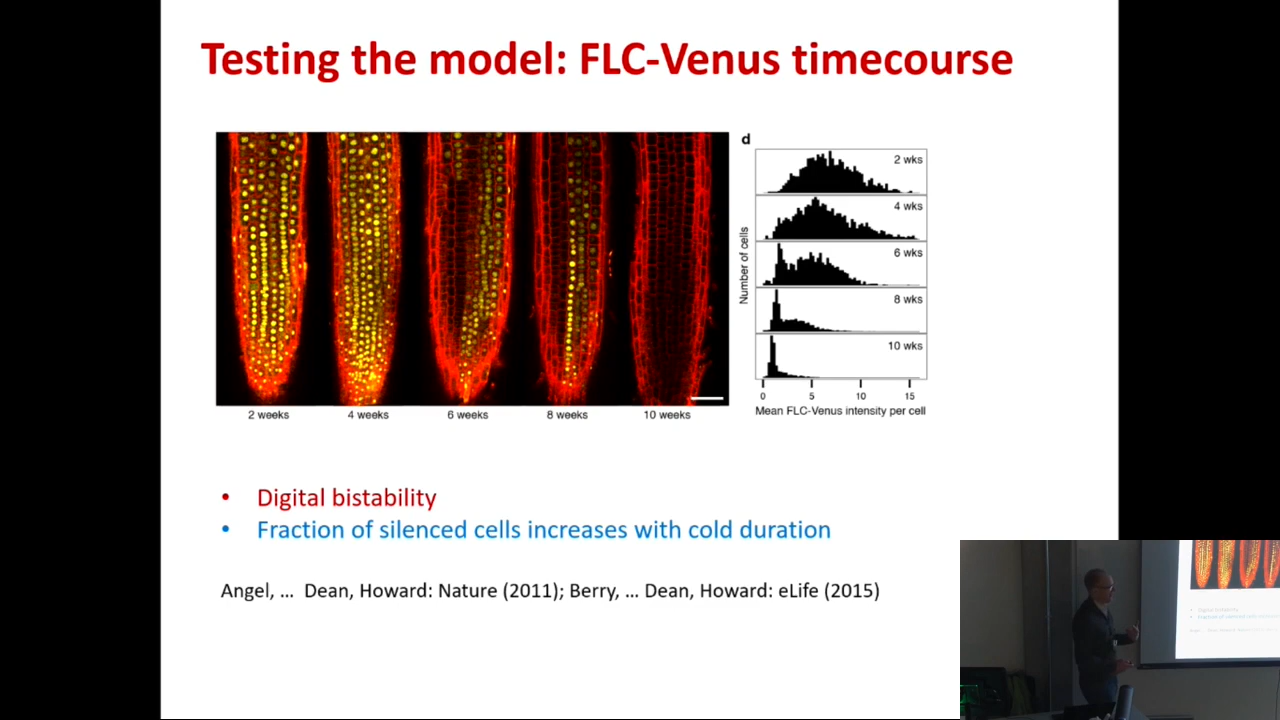 Testing the model: FLC-Venus timecourse
d
2 wks
4 wks
6 wks
8 wks
10 wks
Number of cells
0 5 10 15
Mean FLC-Venus intensity per cell
2 weeks 4 weeks 6 weeks 8 weeks 10 weeks
• Digital bistability
• Fraction of silenced cells increases with cold duration
Angel, … Dean, Howard: Nature (2011); Berry, … Dean, Howard: eLife (2015)
Digital bistability